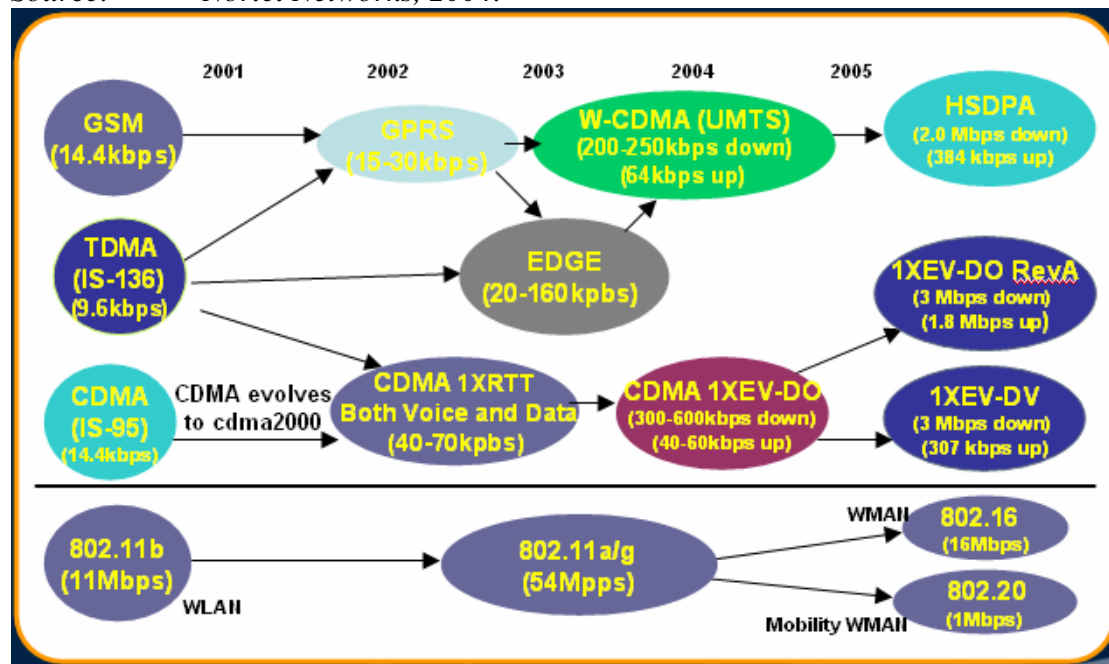 Source: Nortel Networks, 2004.
2001 2002 2003 2004 2005
GSM
(14.4kbps)
GPRS
(15-30kbps)
W-CDMA (UMTS)
(200-250kbps down)
(64kbps up)
HSDPA
(2.0 Mbps down)
(384 kbps up)
TDMA
(IS-136)
(9.6kbps)
EDGE
(20-160kpbs)
1XEV-DO RevA
(3 Mbps down)
(1.8 Mbps up)
CDMA
(IS-95)
(14.4kbps)
CDMA evolves
to cdma2000
CDMA 1XRTT
Both Voice and Data
(40-70kpbs)
CDMA 1XEV-DO
(300-600kbps down)
(40-60kbps up)
1XEV-DV
(3 Mbps down)
(307 kbps up)
802.11b
(11Mbps)
WLAN
802.11a/g
(54Mpps)
WMAN
802.16
(16Mbps)
Mobility WMAN
802.20
(1Mbps)